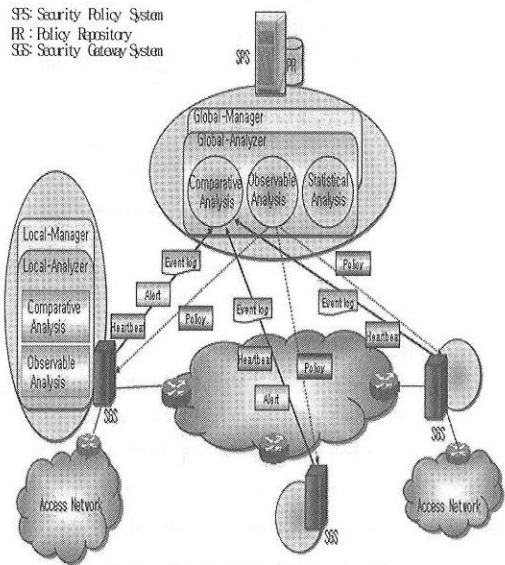 SPS: Security Policy System
PR : Policy Repository
SGS: Security Gateway System
SPS
PR
Global-Manager
Global-Analyzer
Comparative
Analysis
Observable
Analysis
Statistical
Analysis
Local-Manager
Local-Analyzer
Comparative
Analysis
Observable
Analysis
Event log
Alert
Heartbeat
Policy
Event log
Heartbeat
Alert
Policy
Policy
Event log
Heartbeat
SGS
SGS
SGS
Access Network
Access Network